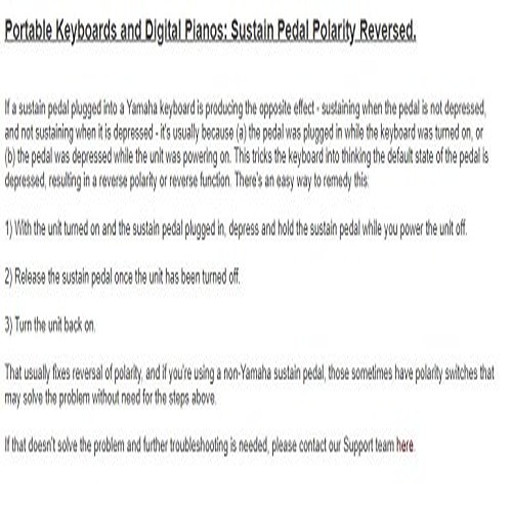 Portable Keyboards and Digital Pianos: Sustain Pedal Polarity Reversed.
If a sustain pedal plugged into a Yamaha keyboard is producing the opposite effect - sustaining when the pedal is not depressed,
and not sustaining when it is depressed - it's usually because (a) the pedal was plugged in while the keyboard was turned on, or
(b) the pedal was depressed while the unit was powering on. This tricks the keyboard into thinking the default state of the pedal is
depressed, resulting in a reverse polarity or reverse function. There's an easy way to remedy this:
1) With the unit turned on and the sustain pedal plugged in, depress and hold the sustain pedal while you power the unit off.
2) Release the sustain pedal once the unit has been turned off.
3) Turn the unit back on.
That usually fixes reversal of polarity, and if you're using a non-Yamaha sustain pedal, those sometimes have polarity switches that
may solve the problem without need for the steps above.
If that doesn't solve the problem and further troubleshooting is needed, please contact our Support team here.